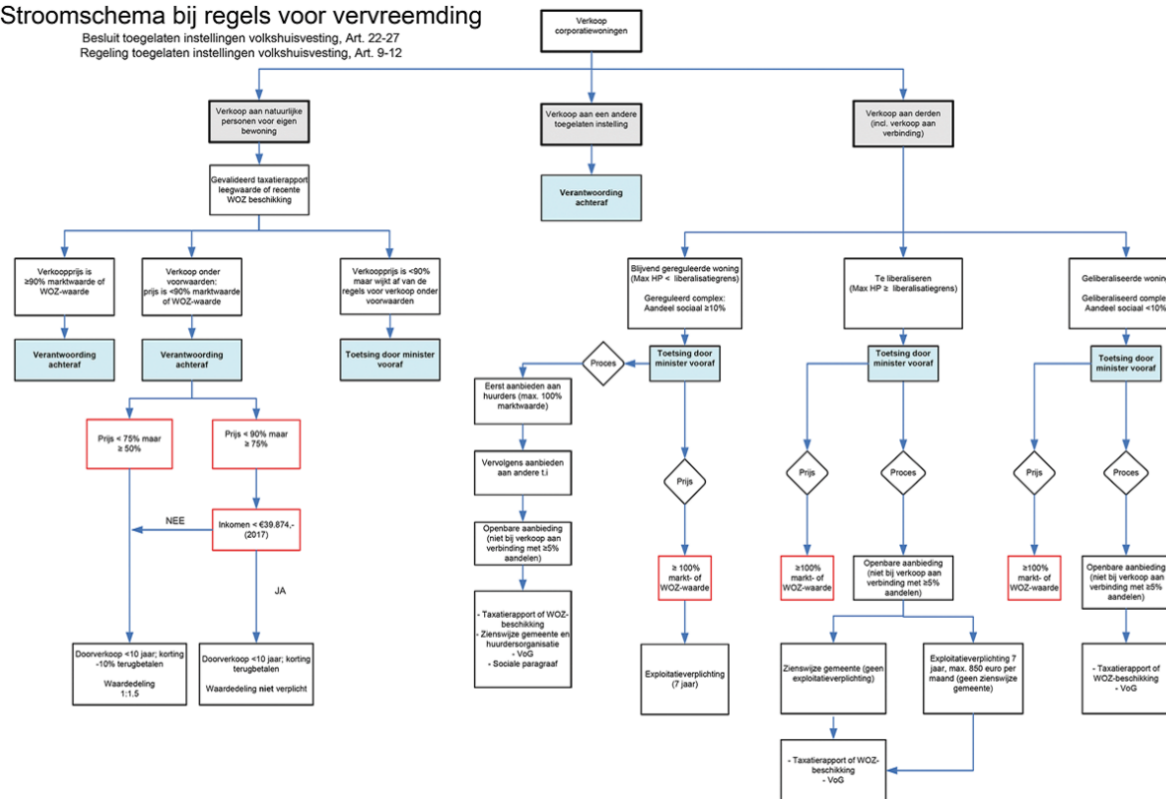 Stroomschema bij regels voor vervreemding
Besluit toegelaten instellingen volkshuisvesting, Art. 22-27
Regeling toegelaten instellingen volkshuisvesting, Art. 9-12
Verkoop
corporatiewoningen
Verkoop aan natuurlijke
personen voor eigen
bewoning
Verkoop aan een andere
toegelaten instelling
Verkoop aan derden
(incl. verkoop aan
verbinding)
Gevalideerd taxatierapport
leegwaarde of recente
WOZ beschikking
Verantwoording
achteraf
Verkoopprijs is
≥90% marktwaarde of
WOZ-waarde
Verkoop onder
voorwaarden:
prijs is <90% marktwaarde
of WOZ-waarde
Verkoopprijs is <90%
maar wijkt af van de
regels voor verkoop onder
voorwaarden
Blijvend gereguleerde woning
(Max HP < liberalisatiegrens)
Gereguleerd complex:
Aandeel sociaal ≥10%
Te liberaliseren
(Max HP ≥ liberalisatiegrens)
Geliberaliseerde wonin
Geliberaliseerd comple
Aandeel sociaal <10%
Verantwoording
achteraf
Verantwoording
achteraf
Toetsing door minister
vooraf
Proces
Toetsing door
minister vooraf
Toetsing door
minister vooraf
Toetsing door
minister vooraf
Eerst aanbieden aan
huurders (max. 100%
marktwaarde)
Prijs < 75% maar
≥ 50%
Prijs < 90% maar
≥ 75%
Vervolgens aanbieden
aan andere t.i
Prijs
Prijs
Proces
Prijs
Proces
NEE
Inkomen < €39.874,-
(2017)
Openbare aanbieding
(niet bij verkoop aan
verbinding met ≥5%
aandelen)
≥ 100%
markt- of
WOZ-waarde
≥100%
markt- of
WOZ-waarde
Openbare aanbieding
(niet bij verkoop aan
verbinding met ≥5%
aandelen)
≥100%
markt- of
WOZ-waarde
Openbare aanbieding
(niet bij verkoop aan
verbinding met ≥5%
aandelen)
JA
- Taxatierapport of WOZ-
beschikking
- Zienswijze gemeente en
huurdersorganisatie
- VoG
- Sociale paragraaf
Doorverkoop <10 jaar; korting
-10% terugbetalen
Waardedeling
1:1.5
Doorverkoop <10 jaar; korting
terugbetalen
Waardedeling niet verplicht
Exploitatieverplichting
(7 jaar)
Zienswijze gemeente (geen
exploitatieverplichting)
Exploitatieverplichting 7
jaar, max. 850 euro per
maand (geen zienswijze
gemeente)
- Taxatierapport of
WOZ-beschikking
- VoG
- Taxatierapport of WOZ-
beschikking
- VoG